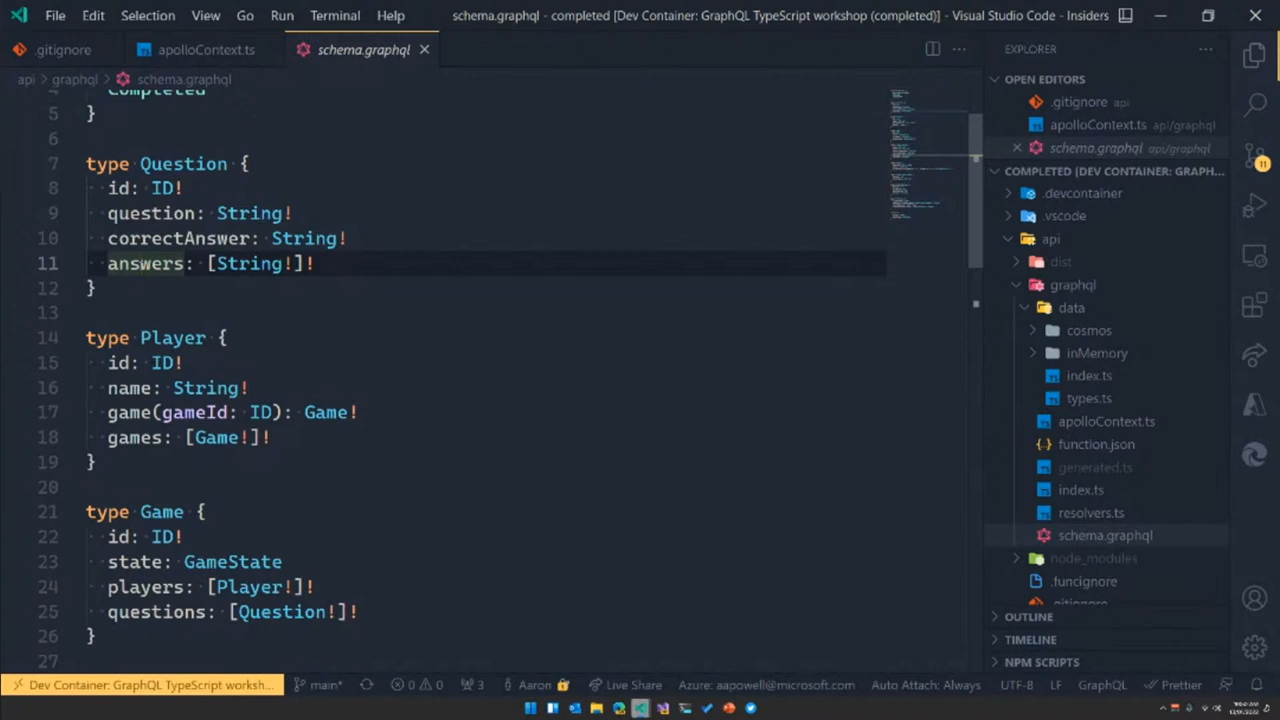 File Edit Selection View Go Run Terminal Help schema.graphql - completed [Dev Container: GraphQL TypeScript workshop (completed)] - Visual Studio Code - Insiders
.gitignore apolloContext.ts schema.graphql
api > graphql > schema.graphql
Completed
5 }
6
7 type Question {
8 id: ID!
9 question: String!
10 correctAnswer: String!
11 answers: [String!]!
12 }
13
14 type Player {
15 id: ID!
16 name: String!
17 game(gameId: ID): Game!
18 games: [Game!]!
19 }
20
21 type Game {
22 id: ID!
23 state: GameState
24 players: [Player!]!
25 questions: [Question!]!
26 }
27
EXPLORER
OPEN EDITORS
.gitignore api
apolloContext.ts api/graphql
schema.graphql api/graphql
COMPLETED [DEV CONTAINER: GRAPH...
.devcontainer
.vscode
api
dist
graphql
data
cosmos
inMemory
index.ts
types.ts
apolloContext.ts
function.json
generated.ts
index.ts
resolvers.ts
schema.graphql
node_modules
.funcignore
.gitignore
OUTLINE
TIMELINE
NPM SCRIPTS
11
Dev Container: GraphQL TypeScript worksh... main* 0 0 3 Aaron Live Share Azure: aapowell@microsoft.com Auto Attach: Always UTF-8 LF GraphQL Prettier